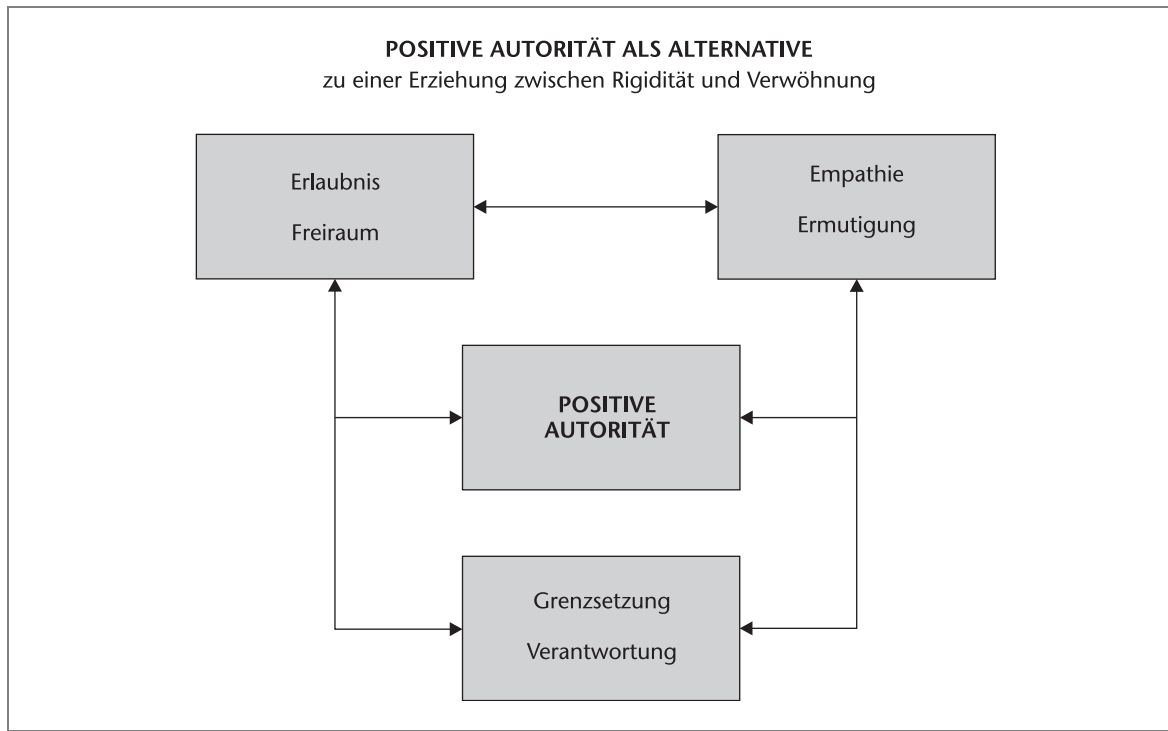 POSITIVE AUTORITÄT ALS ALTERNATIVE
zu einer Erziehung zwischen Rigidität und Verwöhnung
Erlaubnis
Freiraum
Empathie
Ermutigung
POSITIVE
AUTORITÄT
Grenzsetzung
Verantwortung